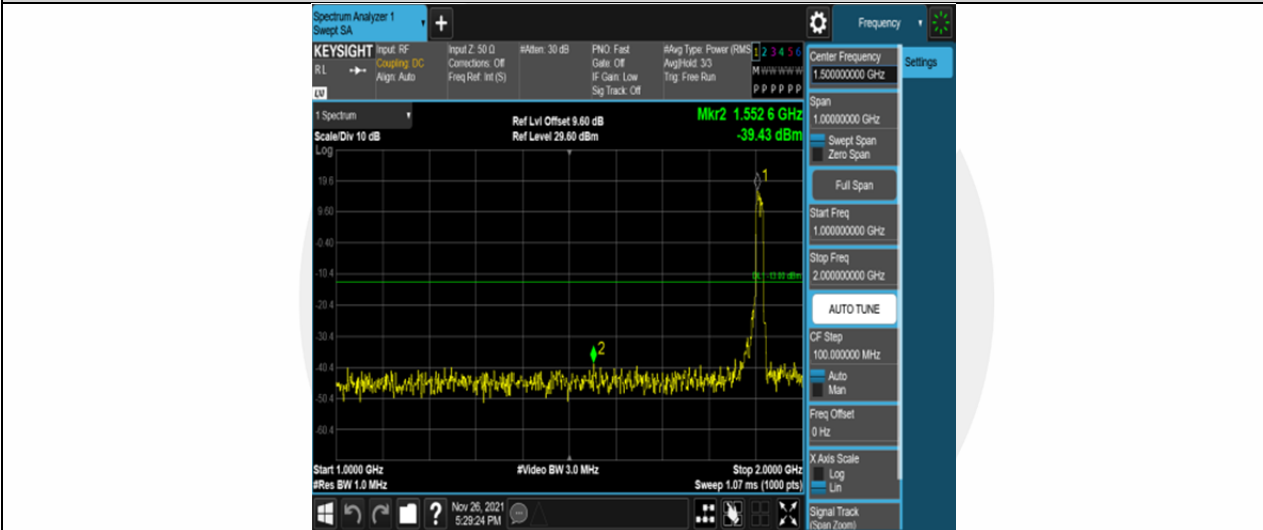 Spectrum Analyzer 1
Swept SA
+
Frequency
KEYSIGHT
Input: RF
Coupling: DC
Align: Auto
RL
LV
Input Z: 50 Ω
Corrections: Off
Freq Ref: Int (S)
#Atten: 30 dB
PNO: Fast
Gate: Off
IF Gain: Low
Sig Track: Off
#Avg Type: Power (RMS
Avg|Hold: 3/3
Trig: Free Run
1 2 3 4 5 6
M W W W W W
P P P P P P
Center Frequency
1.500000000 GHz
Settings
Span
1.00000000 GHz
Swept Span
Zero Span
Full Span
Start Freq
1.000000000 GHz
Stop Freq
2.000000000 GHz
AUTO TUNE
CF Step
100.000000 MHz
Auto
Man
Freq Offset
0 Hz
X Axis Scale
Log
Lin
Signal Track
(Span Zoom)
1 Spectrum
Scale/Div 10 dB
Ref Lvl Offset 9.60 dB
Ref Level 29.60 dBm
Mkr2 1.552 6 GHz
-39.43 dBm
Log
19.6
9.60
-0.40
-10.4
-20.4
-30.4
-40.4
-50.4
-60.4
1
DL1 -13.00 dBm
2
Start 1.0000 GHz
#Res BW 1.0 MHz
#Video BW 3.0 MHz
Stop 2.0000 GHz
Sweep 1.07 ms (1000 pts)
?
Nov 26, 2021
5:29:24 PM